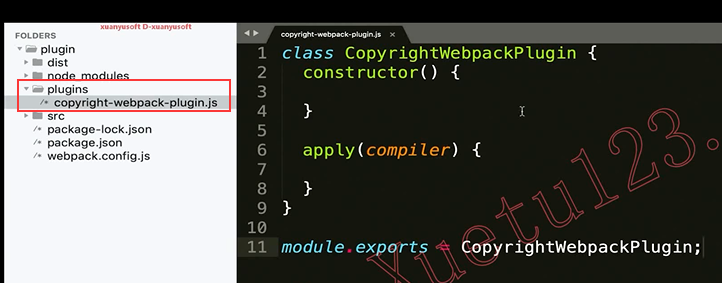 xuanyusoft D-xuanyusoft
FOLDERS
plugin
dist
node_modules
plugins
copyright-webpack-plugin.js
src
package-lock.json
package.json
webpack.config.js
copyright-webpack-plugin.js ×
1 class CopyrightWebpackPlugin {
2 constructor() {
3
4 }
5
6 apply(compiler) {
7
8 }
9 }
10
11 module.exports = CopyrightWebpackPlugin;
Xuetu123.